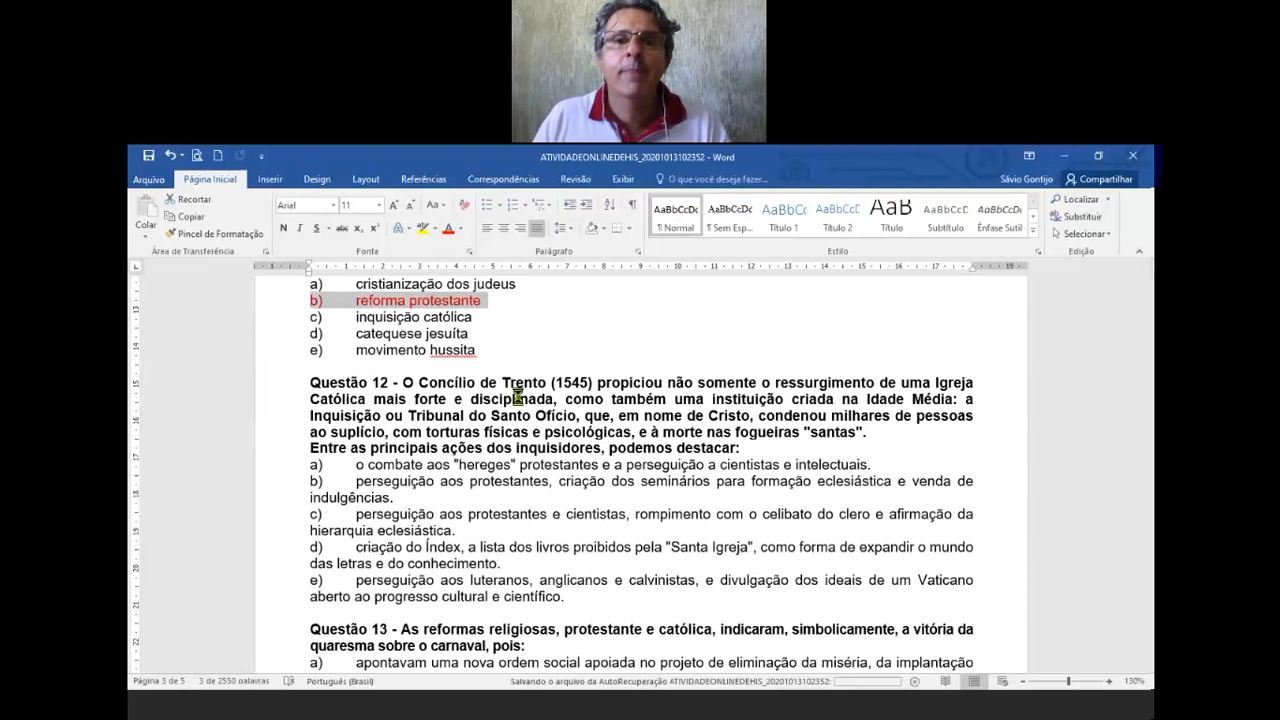 ATIVIDADEONLINEDEHIS_20201013102352 - Word
Arquivo Página Inicial Inserir Design Layout Referências Correspondências Revisão Exibir O que você deseja fazer... Sávio Gontijo Compartilhar
Colar
Recortar
Copiar
Pincel de Formatação
Área de Transferência
Arial 11 Aa
N I S abc x₂ x²
Fonte
Parágrafo
AaBbCcDc AaBbCcDc AaBbC AaBbCcD AaB AaBbCcD AaBbCcDc
¶ Normal ¶ Sem Esp... Título 1 Título 2 Título Subtítulo Ênfase Sutil
Estilo
Localizar
Substituir
Selecionar
Edição
a) cristianização dos judeus
b) reforma protestante
c) inquisição católica
d) catequese jesuíta
e) movimento hussita
Questão 12 - O Concílio de Trento (1545) propiciou não somente o ressurgimento de uma Igreja
Católica mais forte e disciplinada, como também uma instituição criada na Idade Média: a
Inquisição ou Tribunal do Santo Ofício, que, em nome de Cristo, condenou milhares de pessoas
ao suplício, com torturas físicas e psicológicas, e à morte nas fogueiras "santas".
Entre as principais ações dos inquisidores, podemos destacar:
a) o combate aos "hereges" protestantes e a perseguição a cientistas e intelectuais.
b) perseguição aos protestantes, criação dos seminários para formação eclesiástica e venda de
indulgências.
c) perseguição aos protestantes e cientistas, rompimento com o celibato do clero e afirmação da
hierarquia eclesiástica.
d) criação do Índex, a lista dos livros proibidos pela "Santa Igreja", como forma de expandir o mundo
das letras e do conhecimento.
e) perseguição aos luteranos, anglicanos e calvinistas, e divulgação dos ideais de um Vaticano
aberto ao progresso cultural e científico.
Questão 13 - As reformas religiosas, protestante e católica, indicaram, simbolicamente, a vitória da
quaresma sobre o carnaval, pois:
a) apontavam uma nova ordem social apoiada no projeto de eliminação da miséria, da implantação
Página 3 de 5 3 de 2550 palavras Português (Brasil) Salvando o arquivo da AutoRecuperação ATIVIDADEONLINEDEHIS_20201013102352: 130%